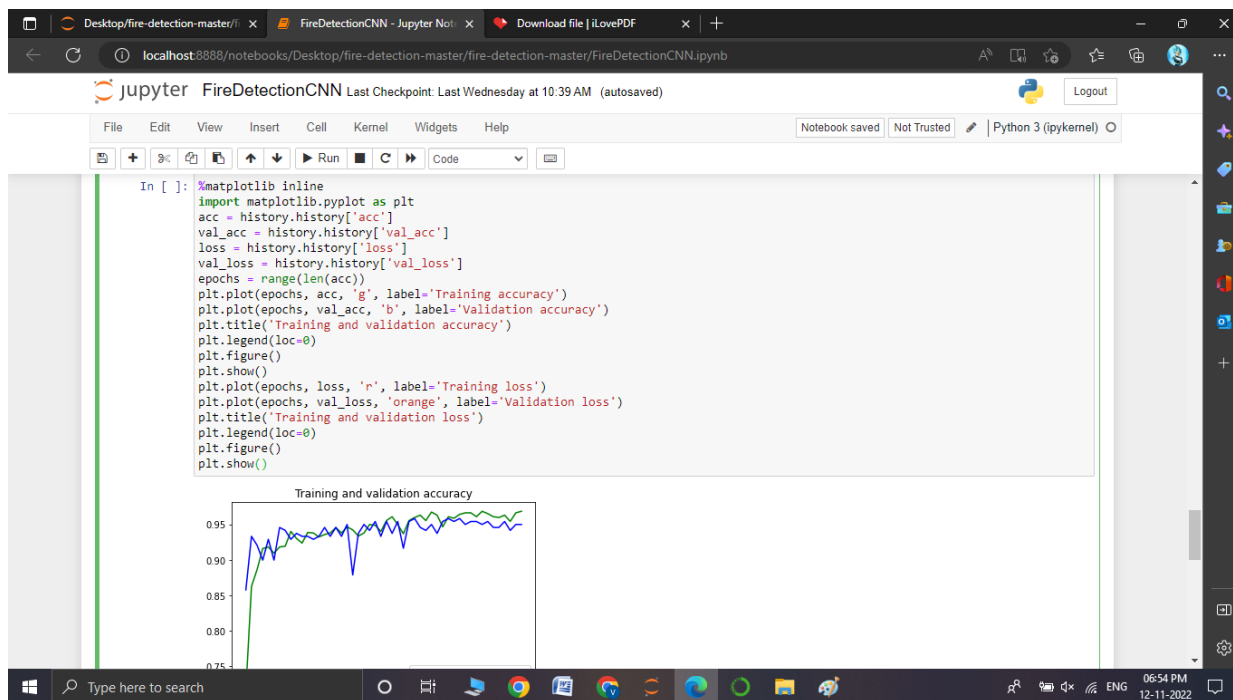 Desktop/fire-detection-master/fi
FireDetectionCNN - Jupyter Not
Download file | iLovePDF
localhost:8888/notebooks/Desktop/fire-detection-master/fire-detection-master/FireDetectionCNN.ipynb
jupyter FireDetectionCNN Last Checkpoint: Last Wednesday at 10:39 AM (autosaved)
Logout
File Edit View Insert Cell Kernel Widgets Help
Notebook saved Not Trusted Python 3 (ipykernel)
Run Code
In [ ]: %matplotlib inline
import matplotlib.pyplot as plt
acc = history.history['acc']
val_acc = history.history['val_acc']
loss = history.history['loss']
val_loss = history.history['val_loss']
epochs = range(len(acc))
plt.plot(epochs, acc, 'g', label='Training accuracy')
plt.plot(epochs, val_acc, 'b', label='Validation accuracy')
plt.title('Training and validation accuracy')
plt.legend(loc=0)
plt.figure()
plt.show()
plt.plot(epochs, loss, 'r', label='Training loss')
plt.plot(epochs, val_loss, 'orange', label='Validation loss')
plt.title('Training and validation loss')
plt.legend(loc=0)
plt.figure()
plt.show()
Training and validation accuracy
0.95
0.90
0.85
0.80
0.75
Type here to search
ENG
06:54 PM
12-11-2022